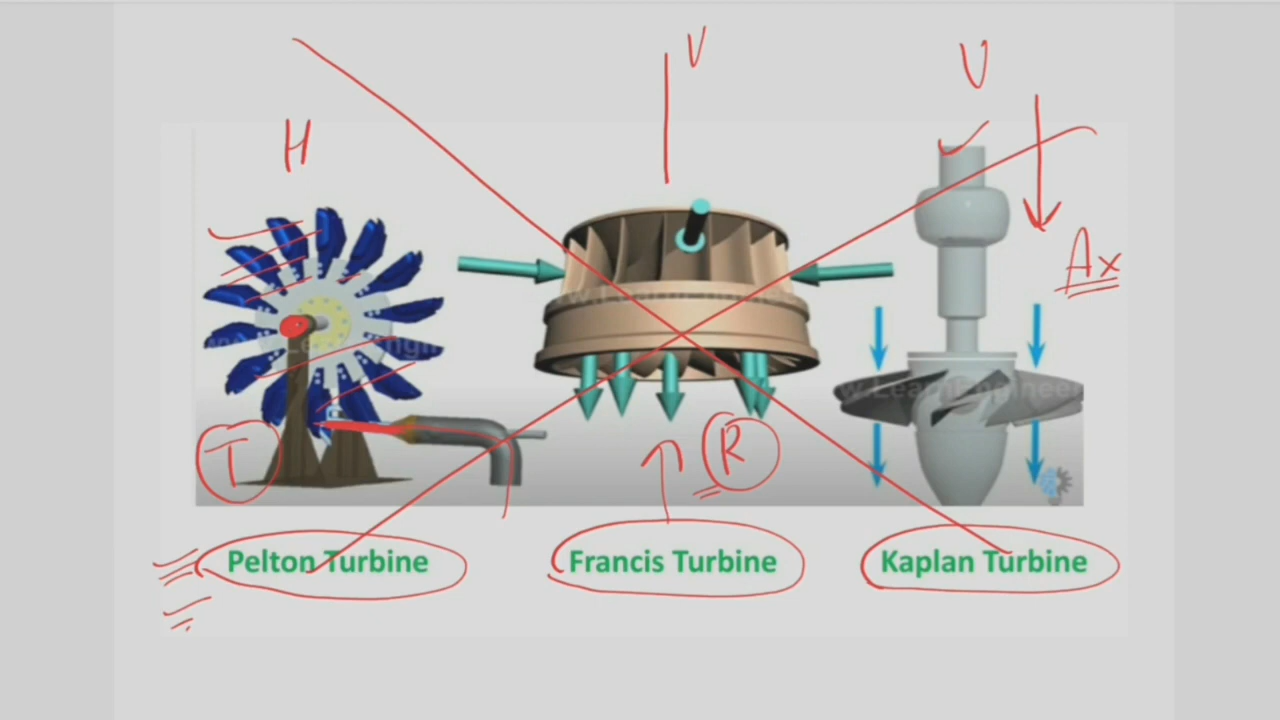 V
U
H
Ax
T
R
Pelton Turbine
Francis Turbine
Kaplan Turbine